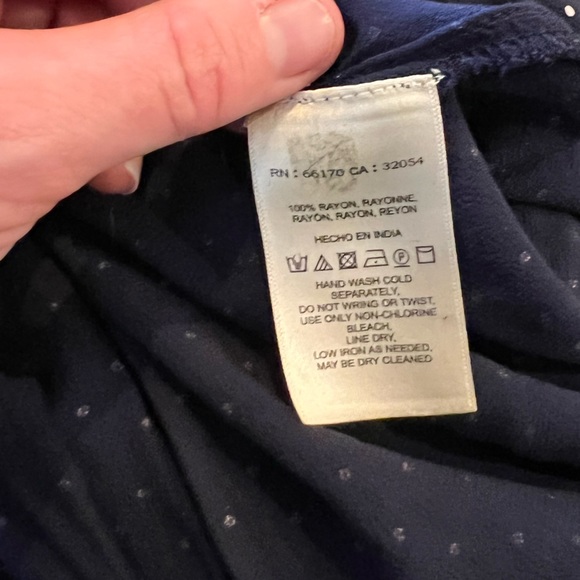 RN : 66170 CA : 32054
100% RAYON, RAYONNE,
RAYÓN, RAYON, REYON
HECHO EN INDIA
HAND WASH COLD
SEPARATELY,
DO NOT WRING OR TWIST,
USE ONLY NON-CHLORINE
BLEACH,
LINE DRY,
LOW IRON AS NEEDED,
MAY BE DRY CLEANED